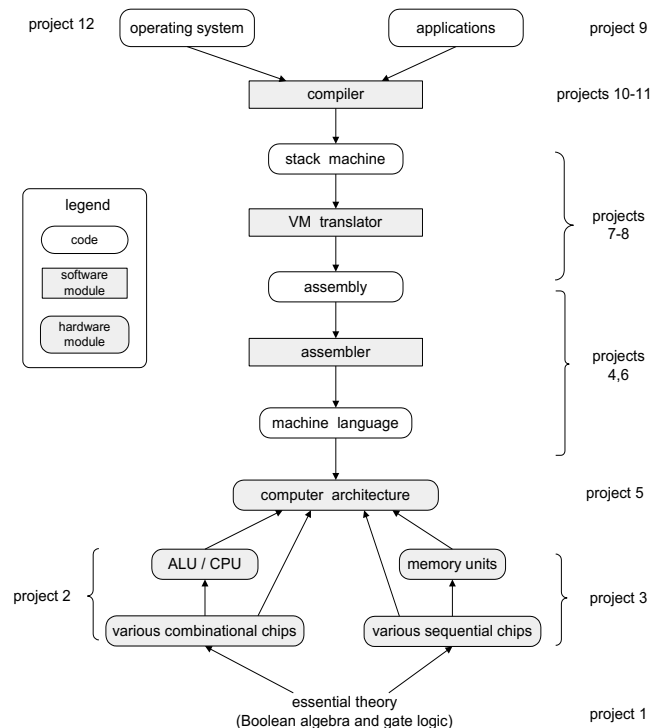 project 12
operating system
applications
project 9
compiler
projects 10-11
stack machine
legend
code
software
module
hardware
module
VM translator
projects
7-8
assembly
assembler
projects
4,6
machine language
computer architecture
project 5
ALU / CPU
memory units
project 2
project 3
various combinational chips
various sequential chips
essential theory
(Boolean algebra and gate logic)
project 1